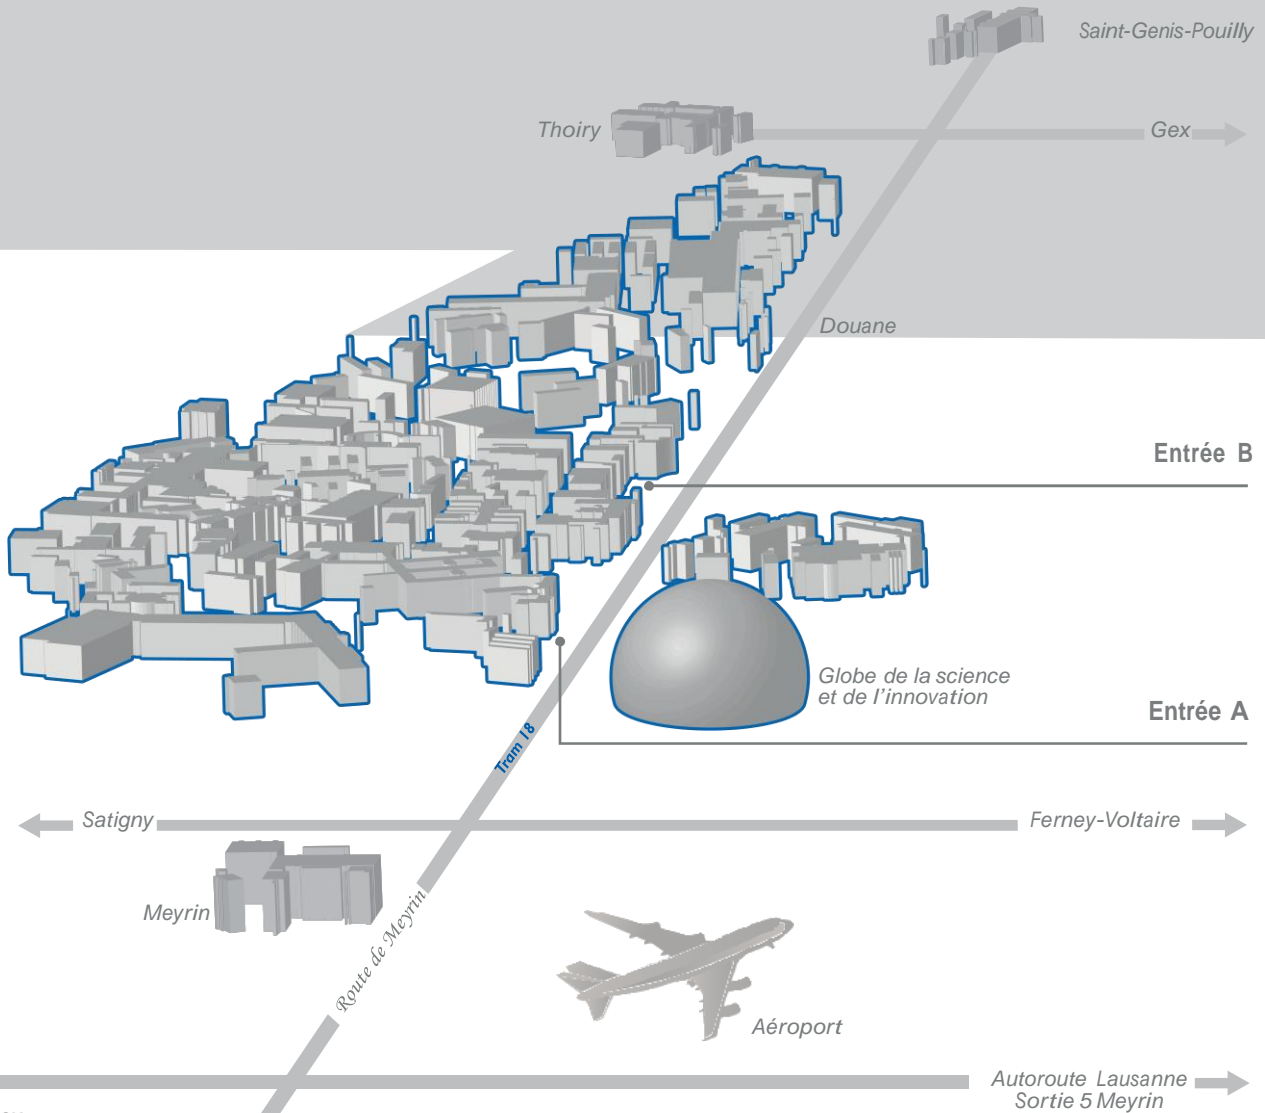 Saint-Genis-Pouilly
Thoiry
Gex
Douane
Entrée B
Globe de la science
et de l'innovation
Entrée A
Tram 18
Satigny
Ferney-Voltaire
Meyrin
Route de Meyrin
Aéroport
Autoroute Lausanne
Sortie 5 Meyrin